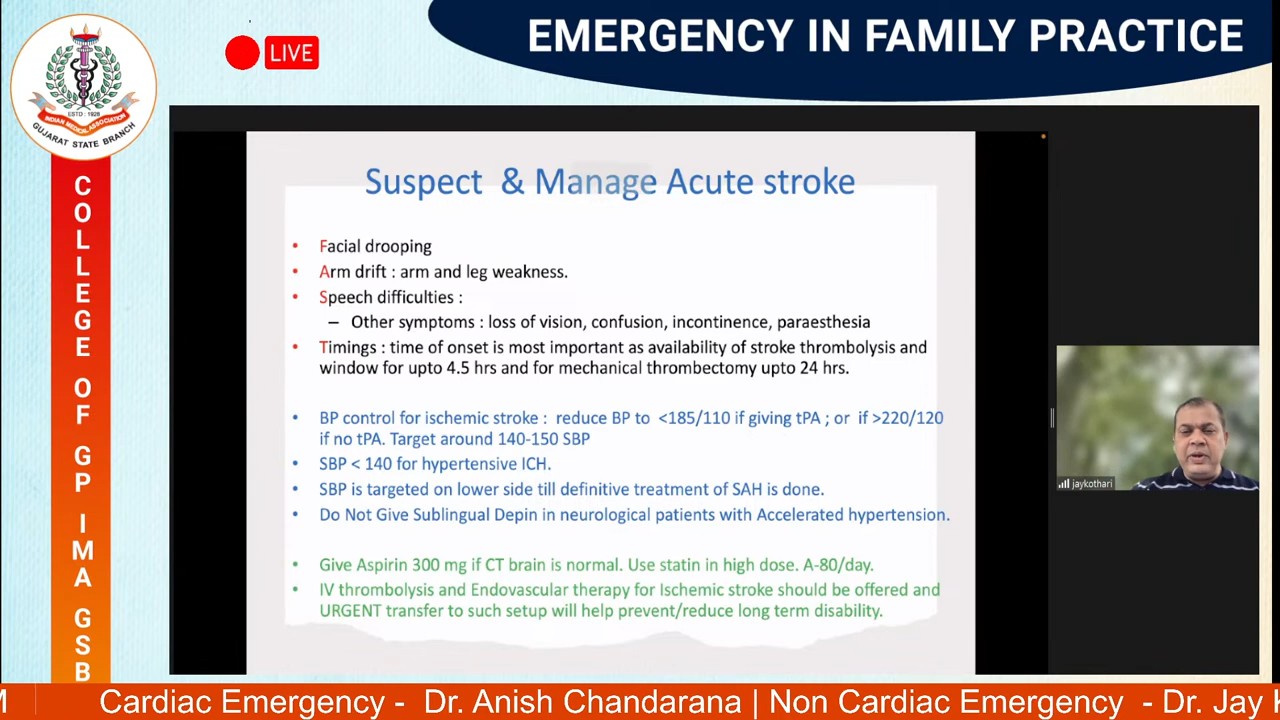 EMERGENCY IN FAMILY PRACTICE
LIVE
ESTD : 1928
INDIAN MEDICAL ASSOCIATION
GUJARAT STATE BRANCH
COLLEGE OF GP IMA GSB
Suspect & Manage Acute stroke
• Facial drooping
• Arm drift : arm and leg weakness.
• Speech difficulties :
– Other symptoms : loss of vision, confusion, incontinence, paraesthesia
• Timings : time of onset is most important as availability of stroke thrombolysis and
window for upto 4.5 hrs and for mechanical thrombectomy upto 24 hrs.
• BP control for ischemic stroke : reduce BP to <185/110 if giving tPA ; or if >220/120
if no tPA. Target around 140-150 SBP
• SBP < 140 for hypertensive ICH.
• SBP is targeted on lower side till definitive treatment of SAH is done.
• Do Not Give Sublingual Depin in neurological patients with Accelerated hypertension.
• Give Aspirin 300 mg if CT brain is normal. Use statin in high dose. A-80/day.
• IV thrombolysis and Endovascular therapy for Ischemic stroke should be offered and
URGENT transfer to such setup will help prevent/reduce long term disability.
jaykothari
M Cardiac Emergency - Dr. Anish Chandarana | Non Cardiac Emergency - Dr. Jay